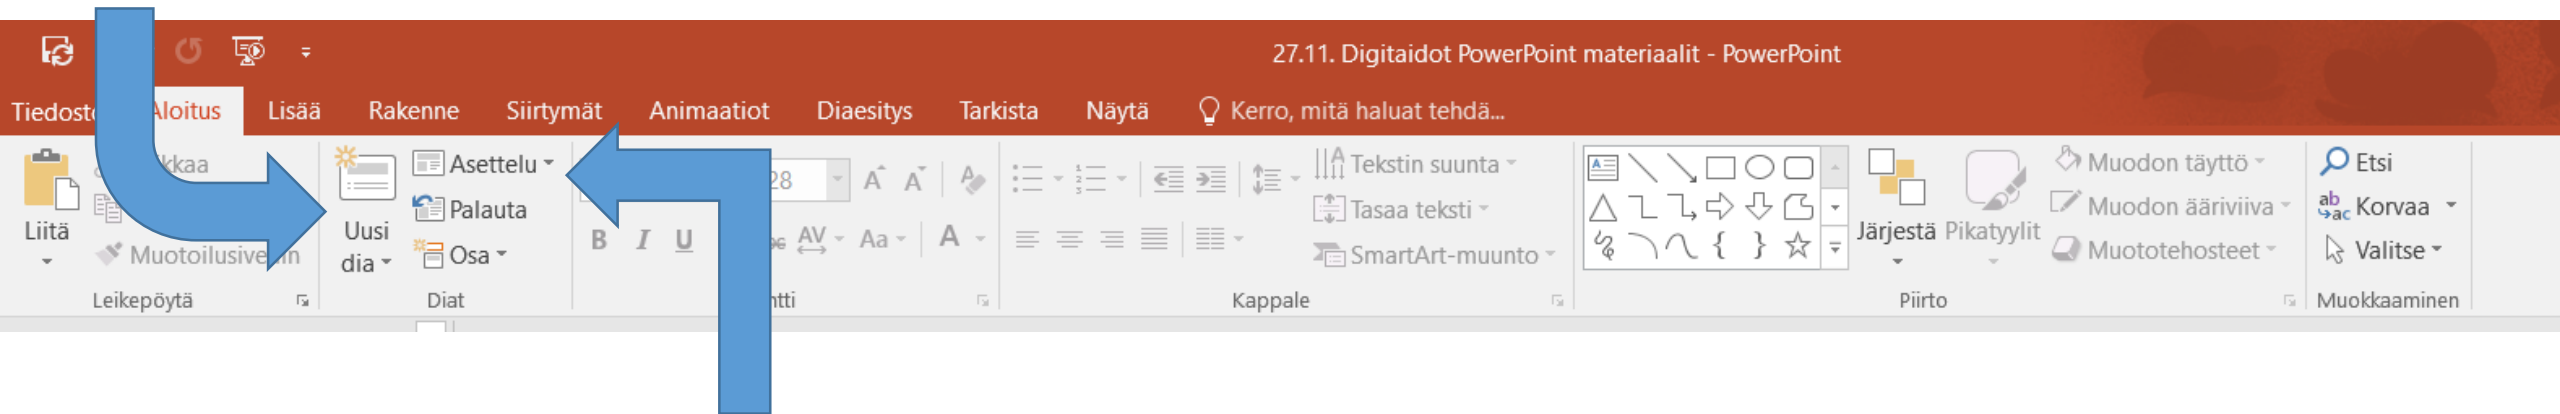 27.11. Digitaidot PowerPoint materiaalit - PowerPoint
Aloitus Lisää Rakenne Siirtymät Animaatiot Diaesitys Tarkista Näytä Kerro, mitä haluat tehdä...
Liitä
Leikepöytä
Uusi
dia
Asettelu
Palauta
Osa
Diat
28
B I U
AV Aa A
Tekstin suunta
Tasaa teksti
SmartArt-muunto
Kappale
Järjestä
Pikatyylit
Muodon täyttö
Muodon ääriviiva
Muototehosteet
Piirto
Etsi
Korvaa
Valitse
Muokkaaminen